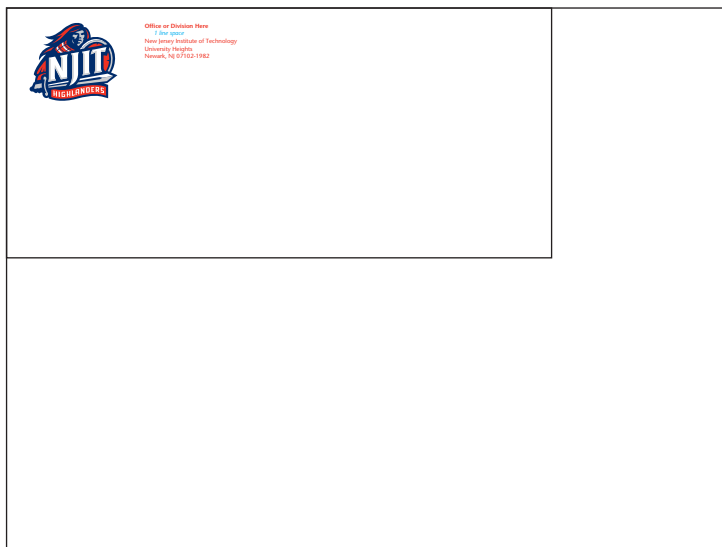 NJIT
HIGHLANDERS
Office or Division Here
1 line space
New Jersey Institute of Technology
University Heights
Newark, NJ 07102-1982